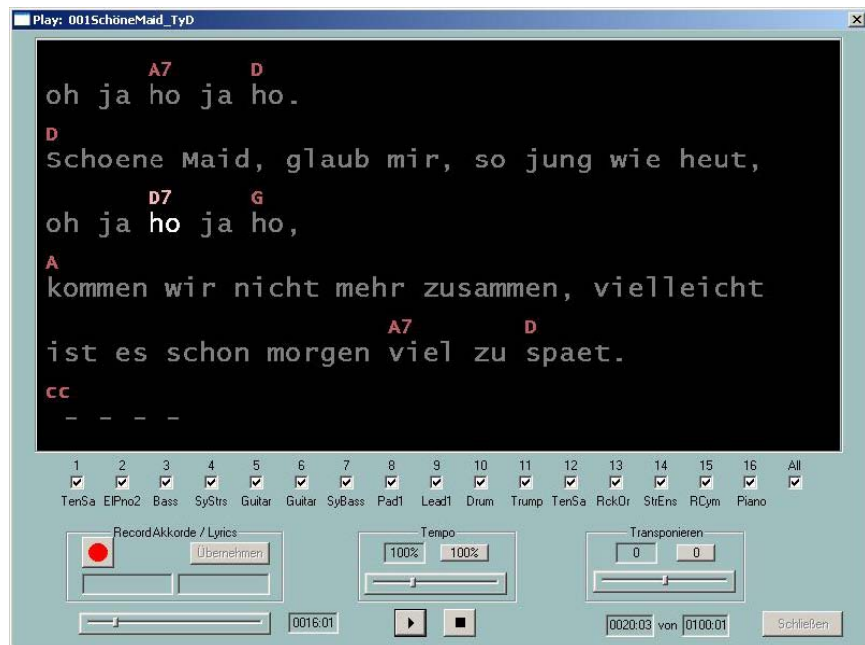 Play: 001SchöneMaid_TyD
A7 D
oh ja ho ja ho.
D
Schoene Maid, glaub mir, so jung wie heut,
D7 G
oh ja ho ja ho,
A
kommen wir nicht mehr zusammen, vielleicht
A7 D
ist es schon morgen viel zu spaet.
cc
- - - -
1 2 3 4 5 6 7 8 9 10 11 12 13 14 15 16 All
TenSa ElPno2 Bass SyStrs Guitar Guitar SyBass Pad1 Lead1 Drum Trump TenSa RckOr StrEns RCym Piano
Record Akkorde / Lyrics Tempo Transponieren
Übernehmen 100% 100% 0 0
0016:01 0020:03 von 0100:01 Schließen